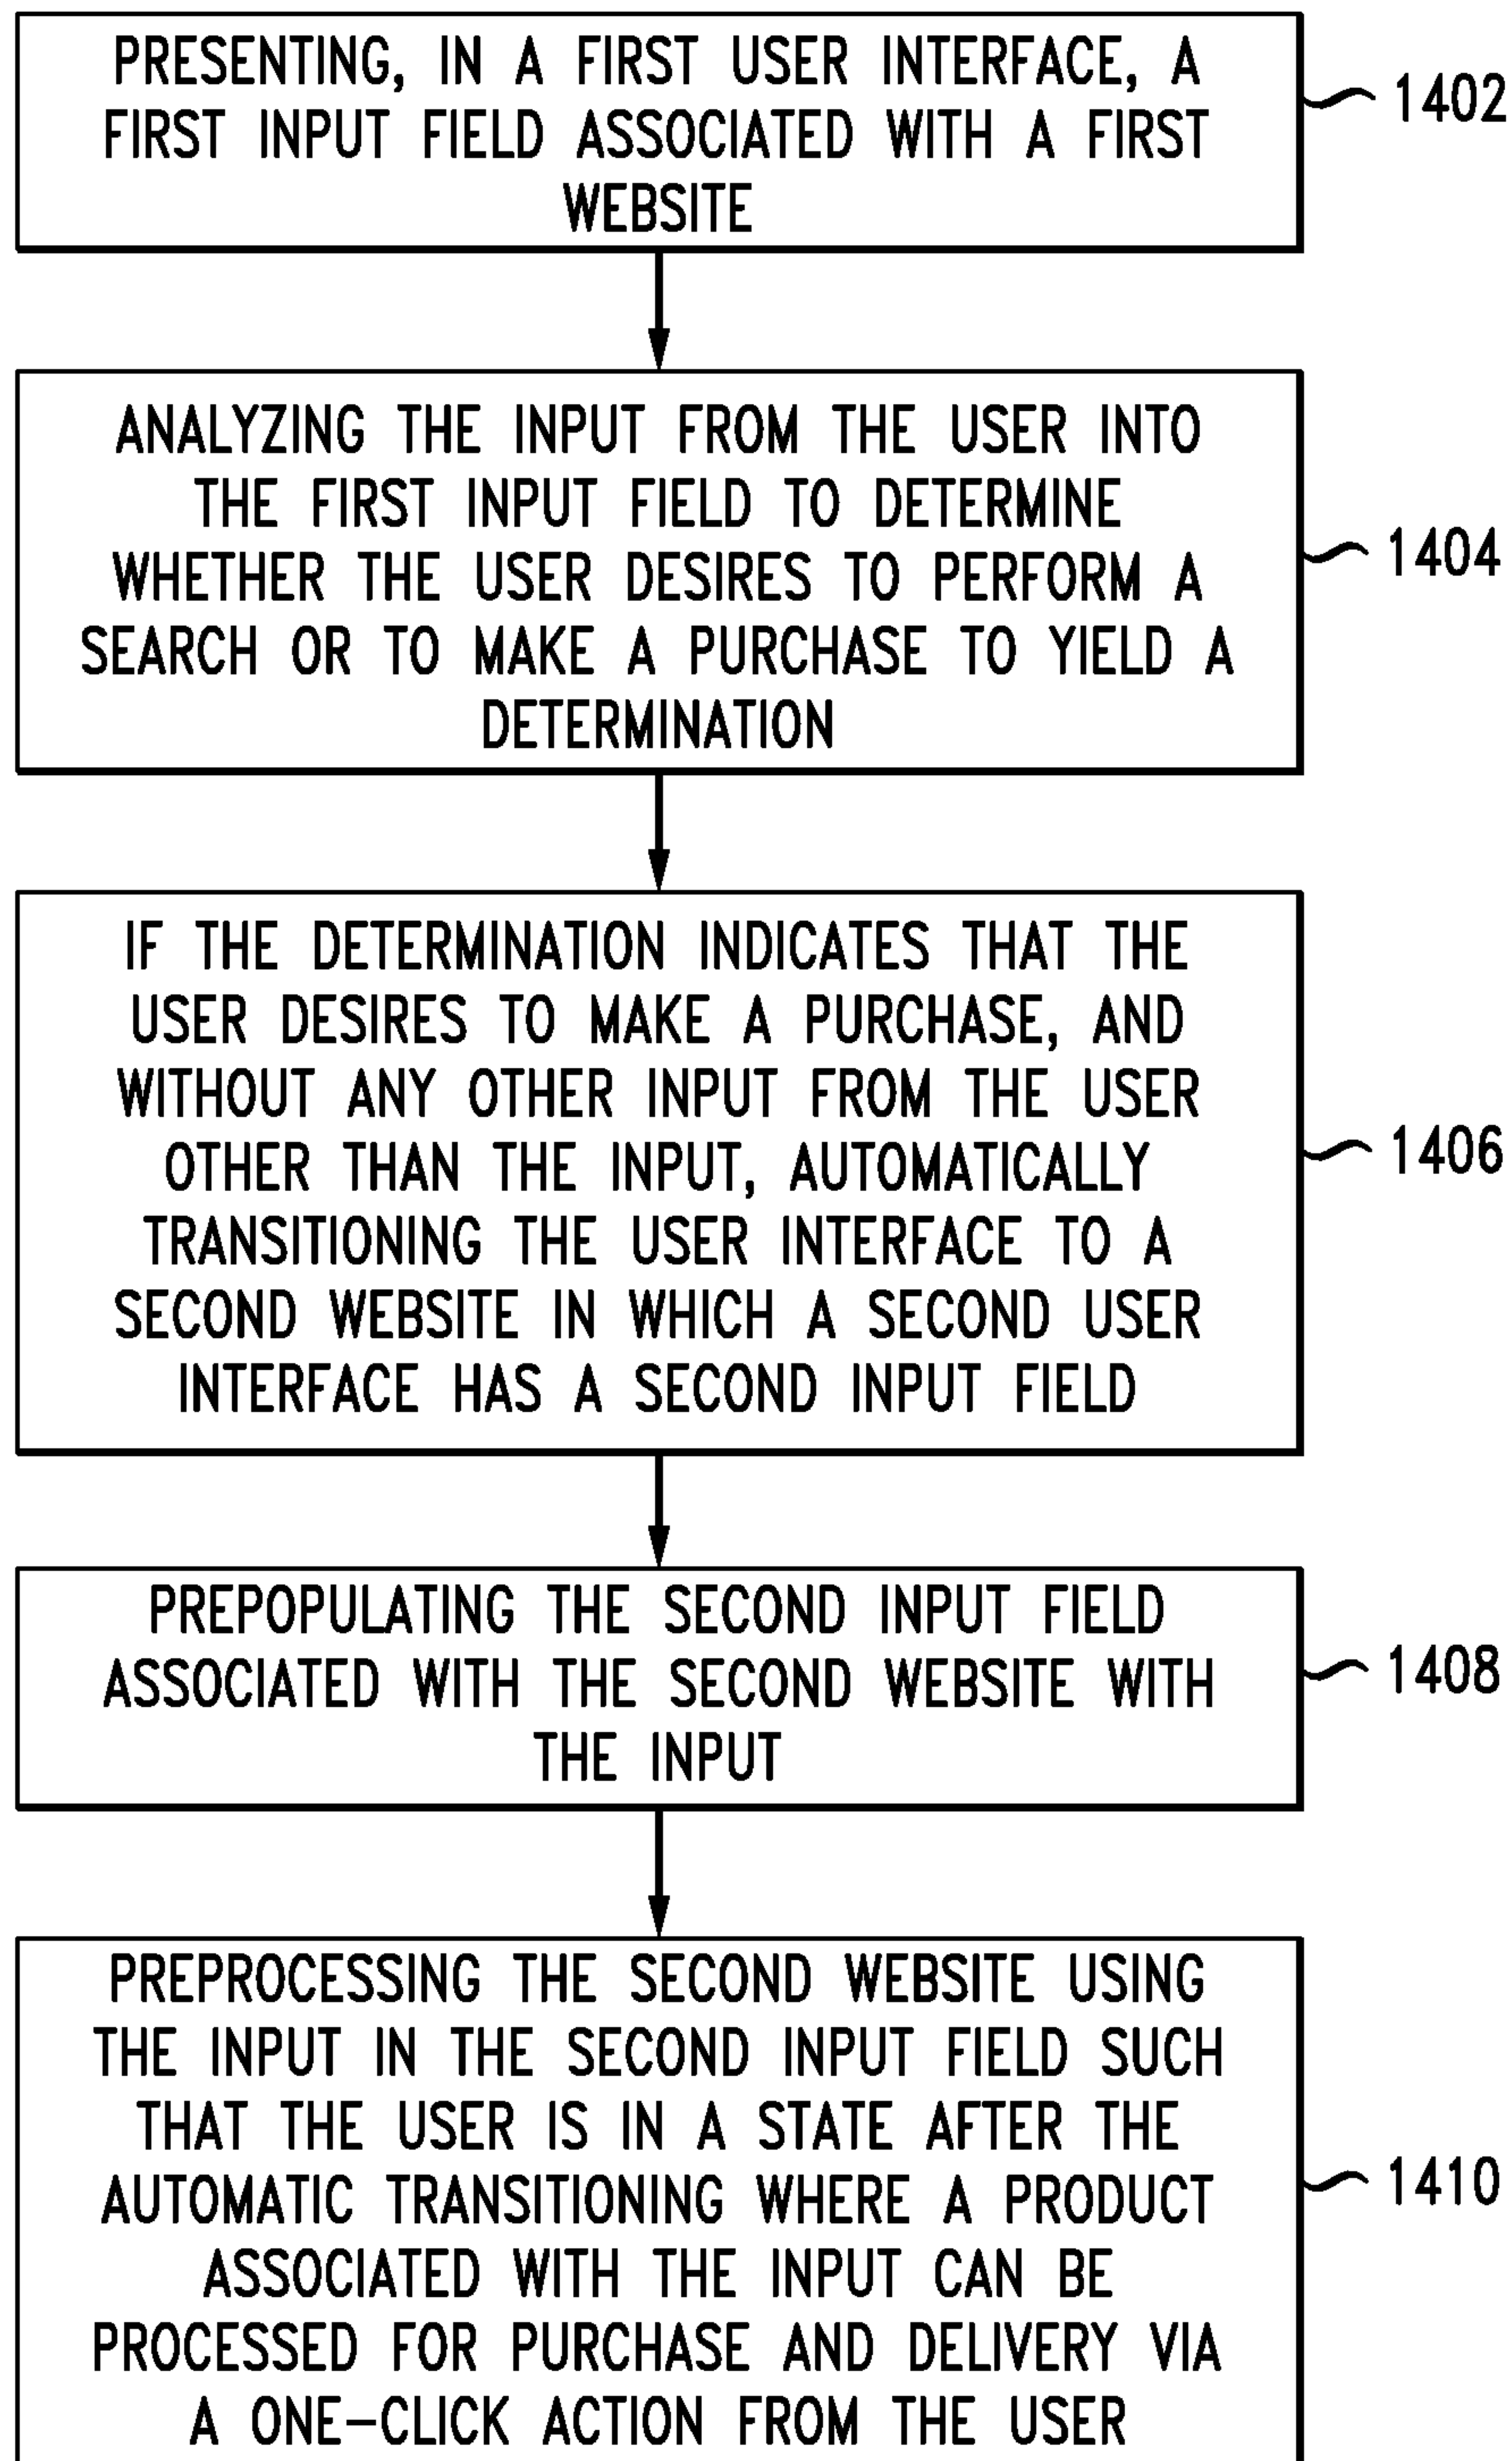 PRESENTING, IN A FIRST USER INTERFACE, A
FIRST INPUT FIELD ASSOCIATED WITH A FIRST
WEBSITE
1402
ANALYZING THE INPUT FROM THE USER INTO
THE FIRST INPUT FIELD TO DETERMINE
WHETHER THE USER DESIRES TO PERFORM A
SEARCH OR TO MAKE A PURCHASE TO YIELD A
DETERMINATION
1404
IF THE DETERMINATION INDICATES THAT THE
USER DESIRES TO MAKE A PURCHASE, AND
WITHOUT ANY OTHER INPUT FROM THE USER
OTHER THAN THE INPUT, AUTOMATICALLY
TRANSITIONING THE USER INTERFACE TO A
SECOND WEBSITE IN WHICH A SECOND USER
INTERFACE HAS A SECOND INPUT FIELD
1406
PREPOPULATING THE SECOND INPUT FIELD
ASSOCIATED WITH THE SECOND WEBSITE WITH
THE INPUT
1408
PREPROCESSING THE SECOND WEBSITE USING
THE INPUT IN THE SECOND INPUT FIELD SUCH
THAT THE USER IS IN A STATE AFTER THE
AUTOMATIC TRANSITIONING WHERE A PRODUCT
ASSOCIATED WITH THE INPUT CAN BE
PROCESSED FOR PURCHASE AND DELIVERY VIA
A ONE-CLICK ACTION FROM THE USER
1410